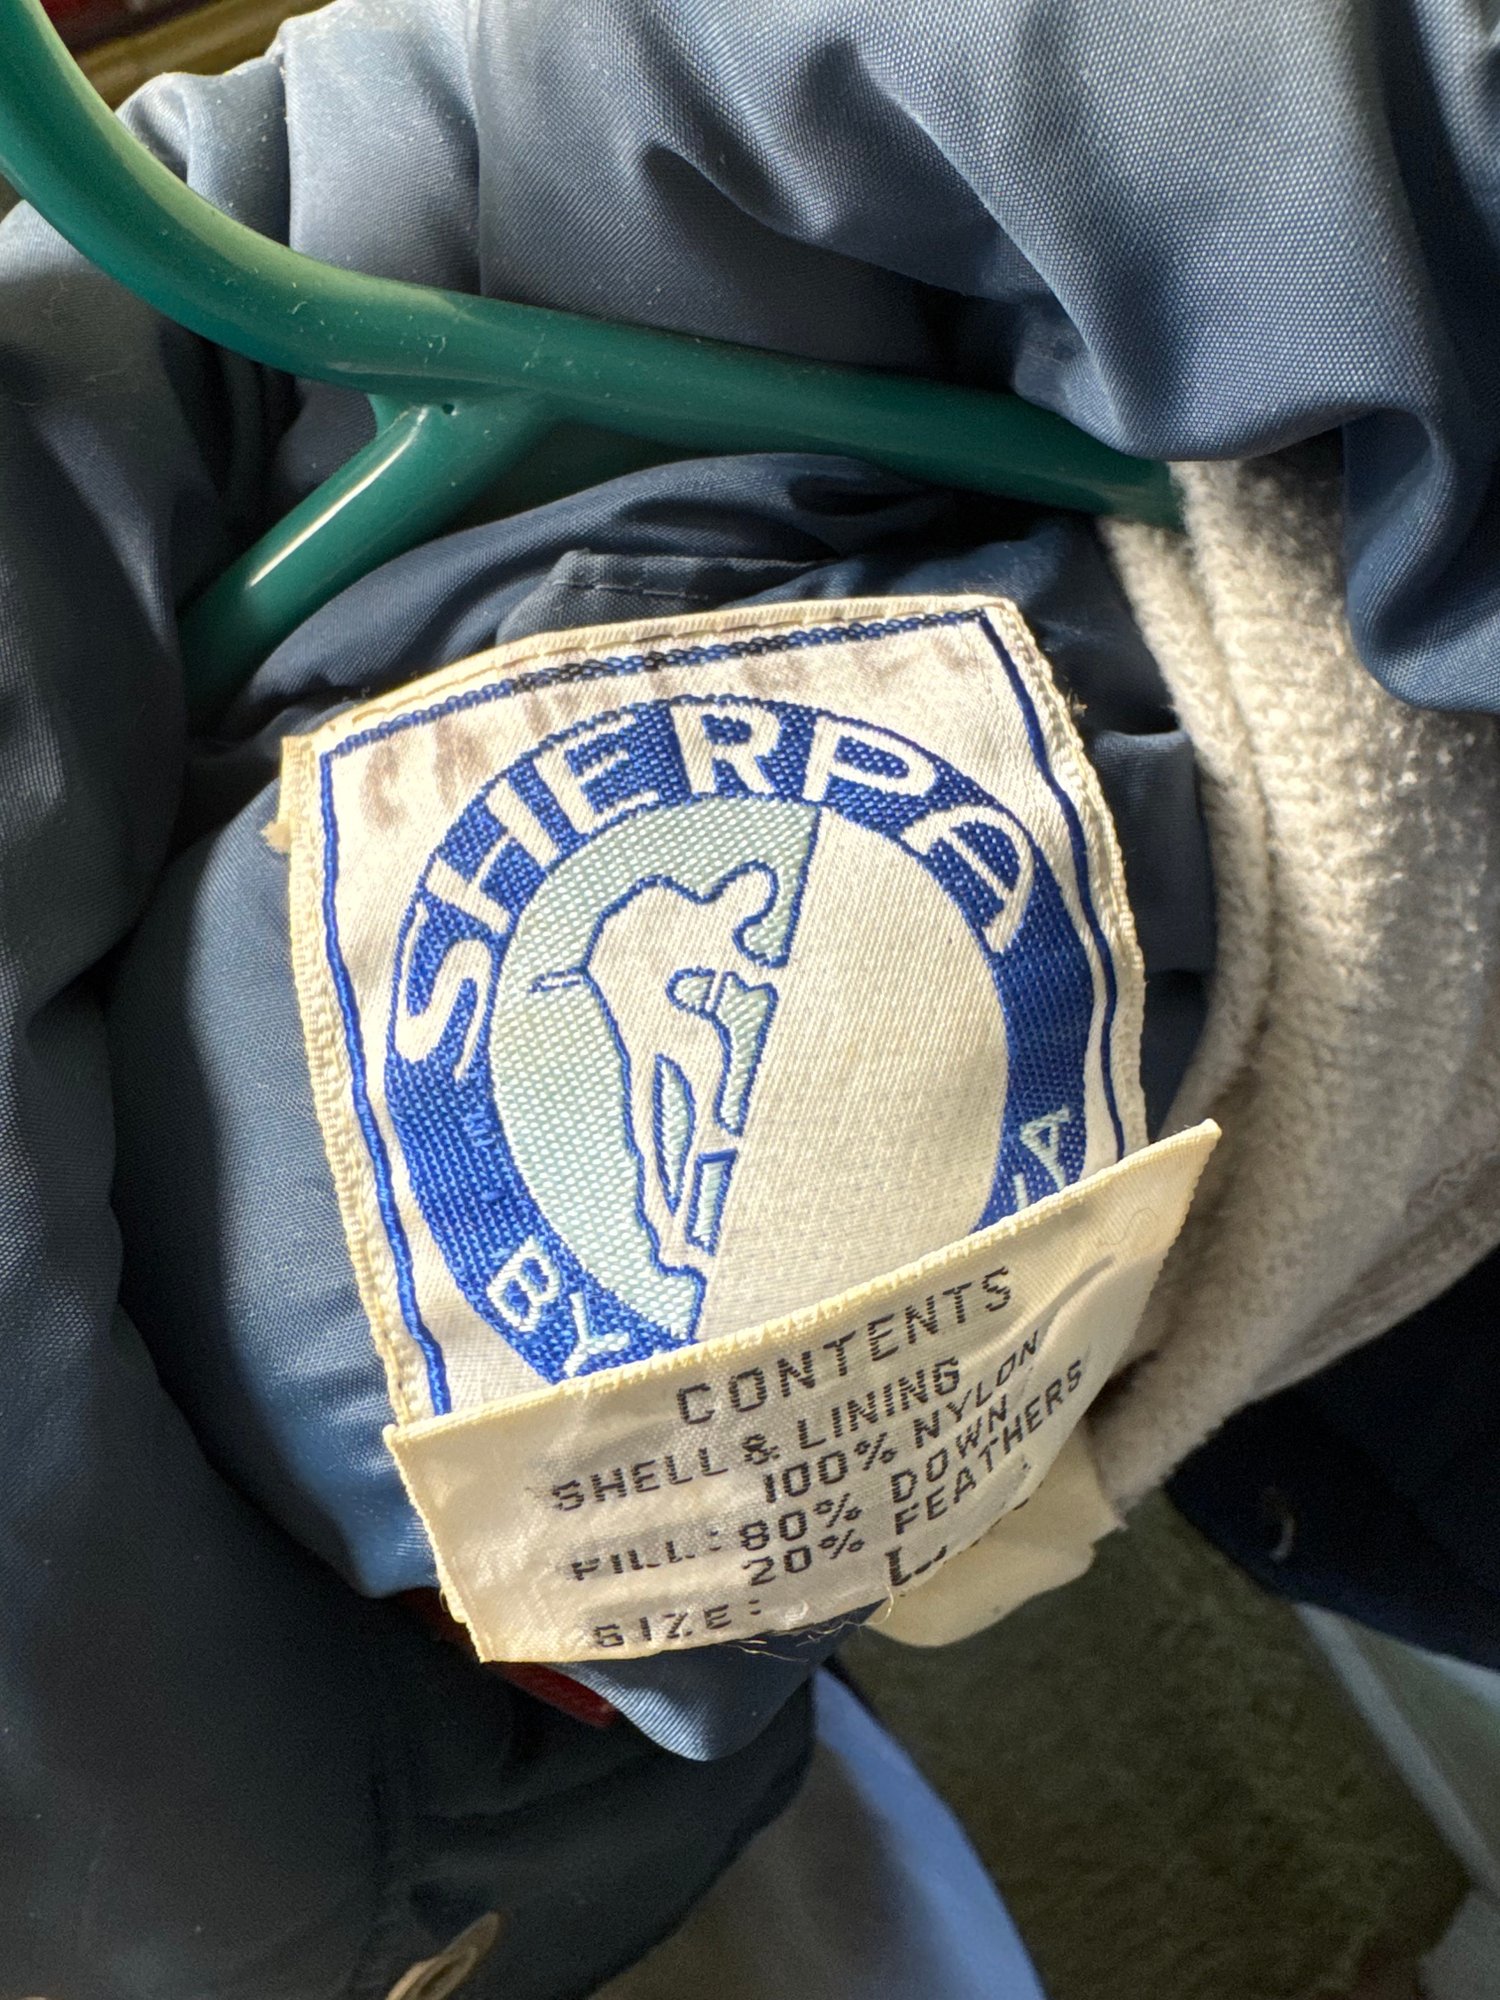 SHERPA
BY
CONTENTS
SHELL & LINING
100% NYLON
FILL: 80% DOWN
20% FEATHERS
SIZE: